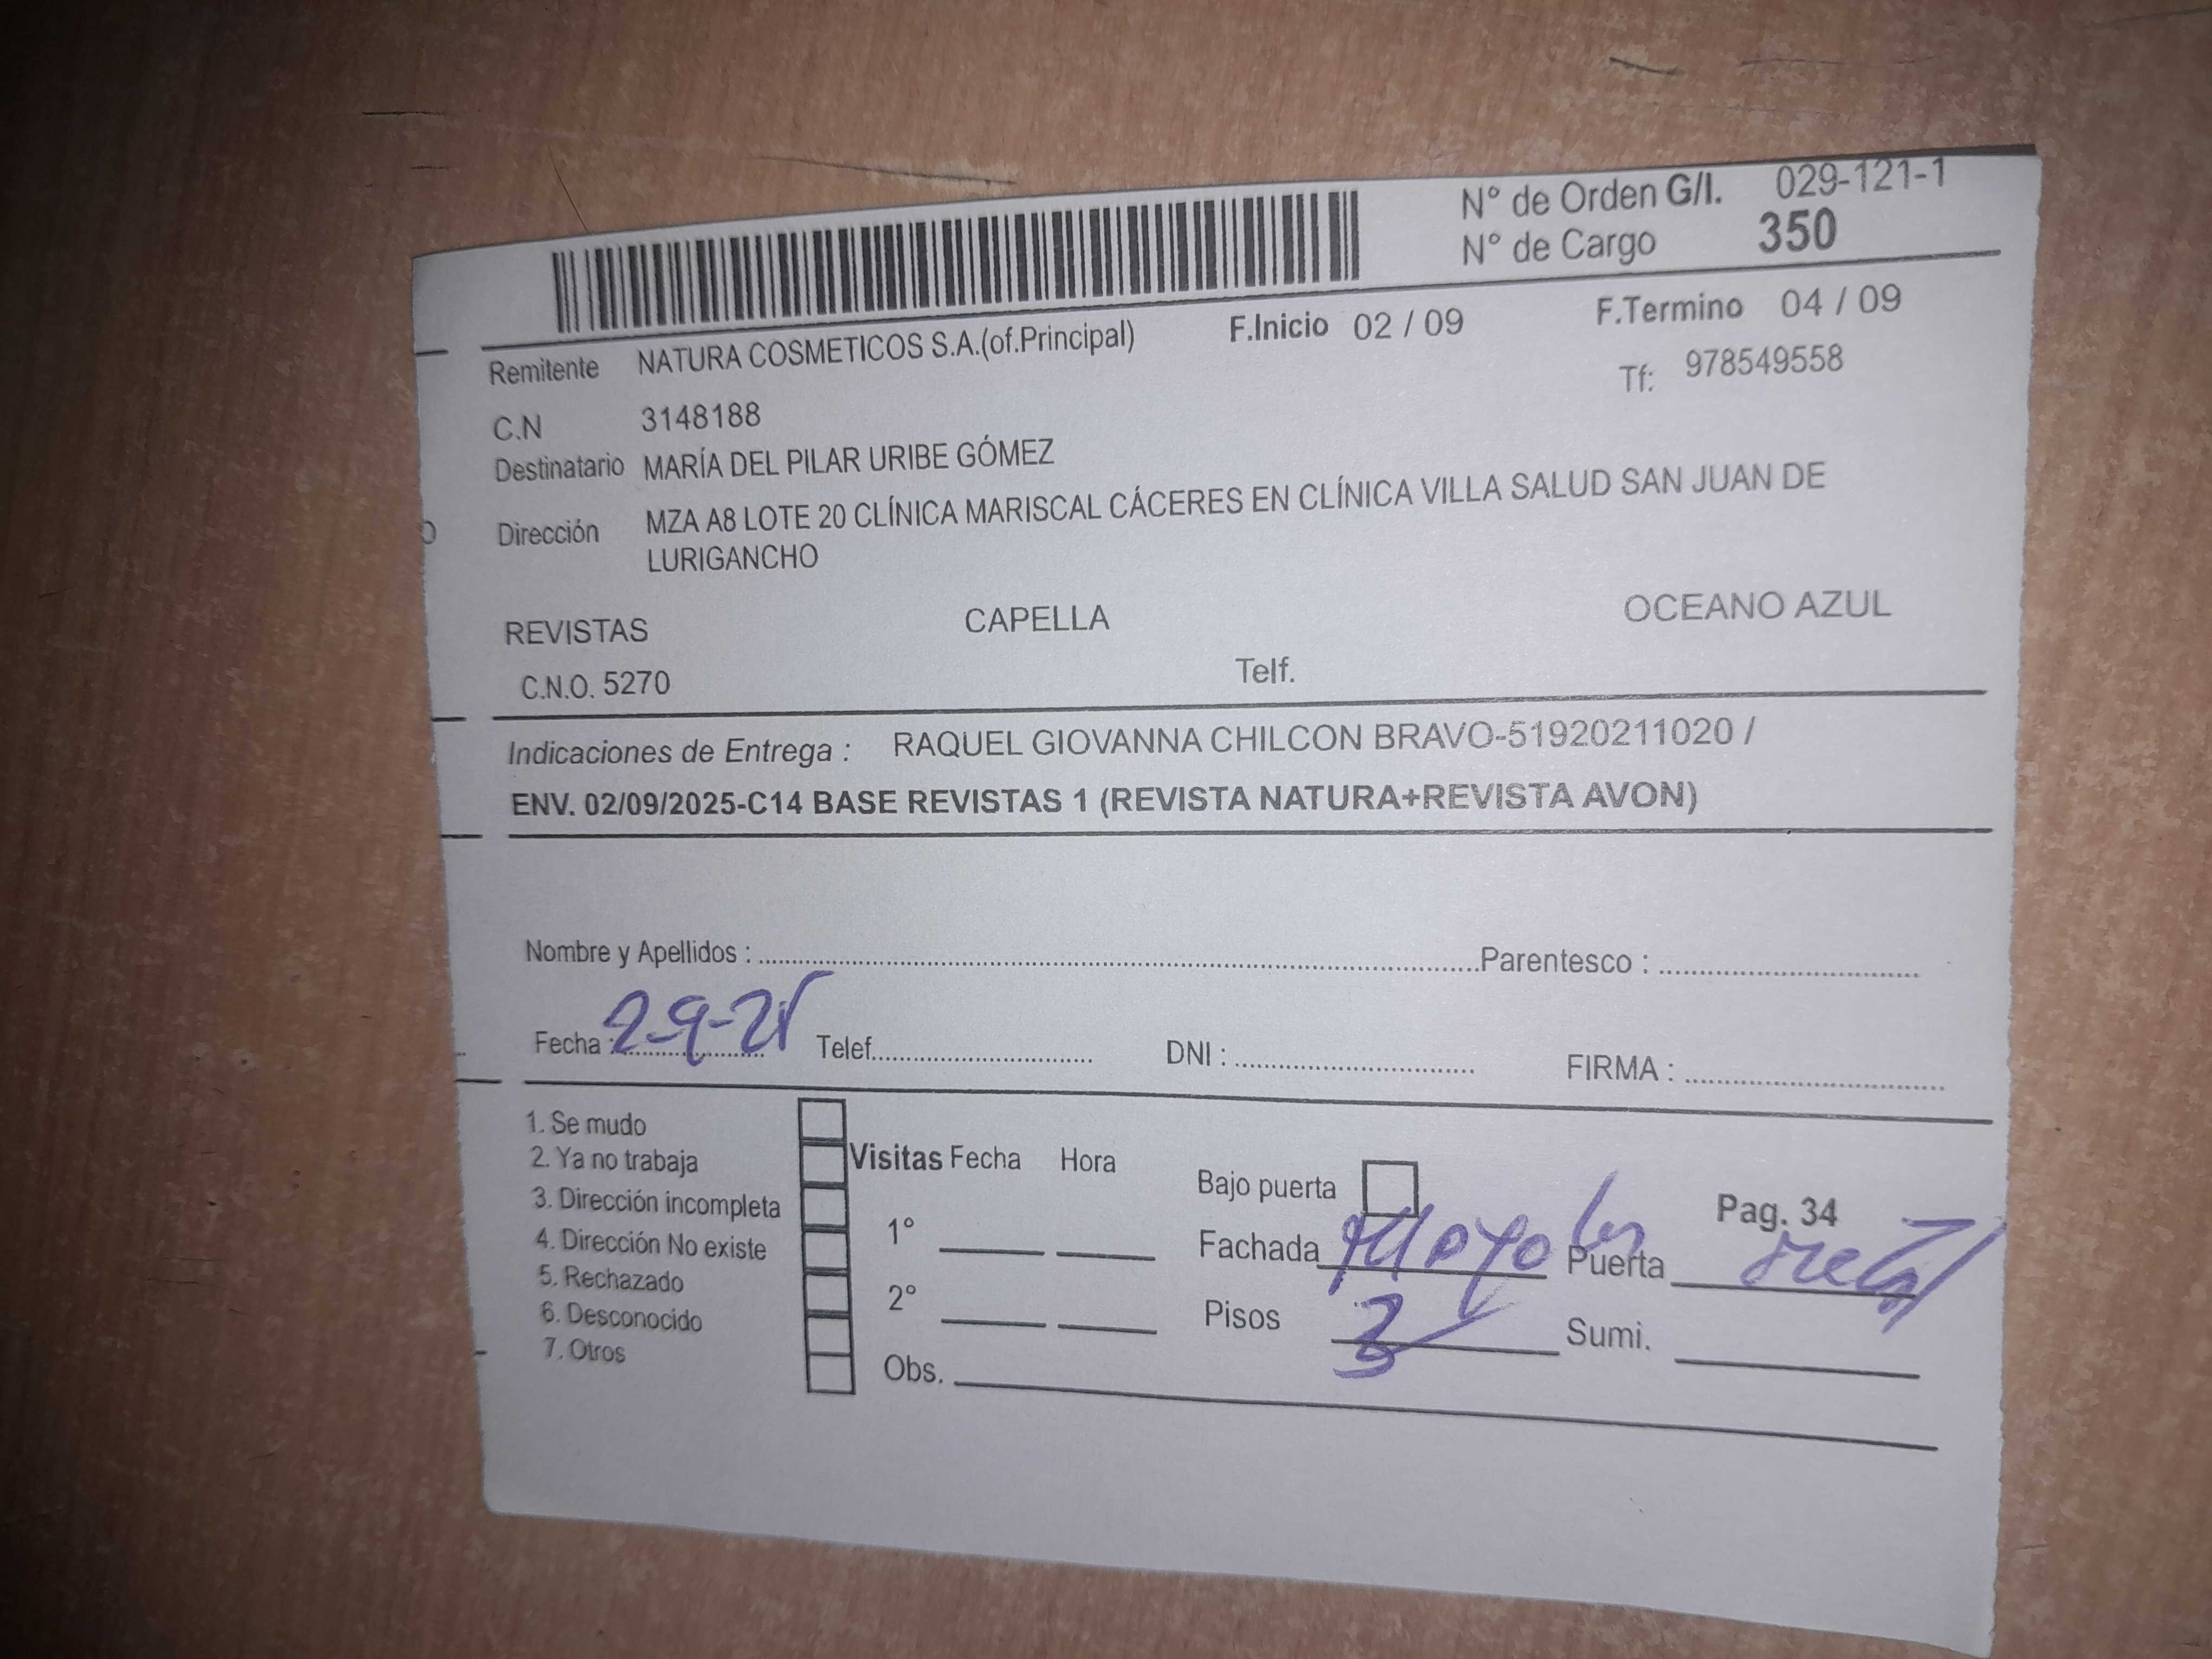 N° de Orden G/I. 029-121-1
N° de Cargo 350
Remitente NATURA COSMETICOS S.A.(of.Principal) F.Inicio 02 / 09 F.Termino 04 / 09
Tf: 978549558
C.N 3148188
Destinatario MARÍA DEL PILAR URIBE GÓMEZ
Dirección MZA A8 LOTE 20 CLÍNICA MARISCAL CÁCERES EN CLÍNICA VILLA SALUD SAN JUAN DE
LURIGANCHO
REVISTAS CAPELLA OCEANO AZUL
C.N.O. 5270 Telf.
Indicaciones de Entrega : RAQUEL GIOVANNA CHILCON BRAVO-51920211020 /
ENV. 02/09/2025-C14 BASE REVISTAS 1 (REVISTA NATURA+REVISTA AVON)
Nombre y Apellidos : Parentesco :
Fecha : 2-9-25 Telef. DNI : FIRMA :
1. Se mudo
2. Ya no trabaja
3. Dirección incompleta
4. Dirección No existe
5. Rechazado
6. Desconocido
7. Otros
Visitas Fecha Hora
1°
2°
Obs.
Bajo puerta
Pag. 34
Fachada Puerta metal
Pisos 3 Sumi.